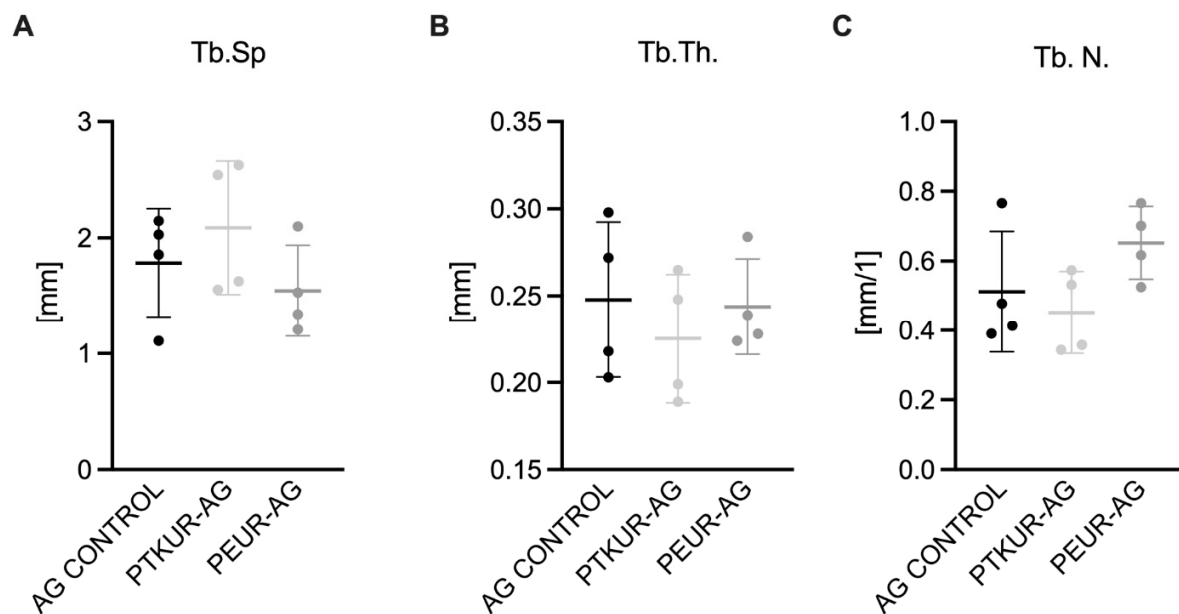 A
Tb.Sp
[mm]
3
2
1
0
AG CONTROL
PTKUR-AG
PEUR-AG
B
Tb.Th.
[mm]
0.35
0.30
0.25
0.20
0.15
AG CONTROL
PTKUR-AG
PEUR-AG
C
Tb. N.
[mm/1]
1.0
0.8
0.6
0.4
0.2
0.0
AG CONTROL
PTKUR-AG
PEUR-AG